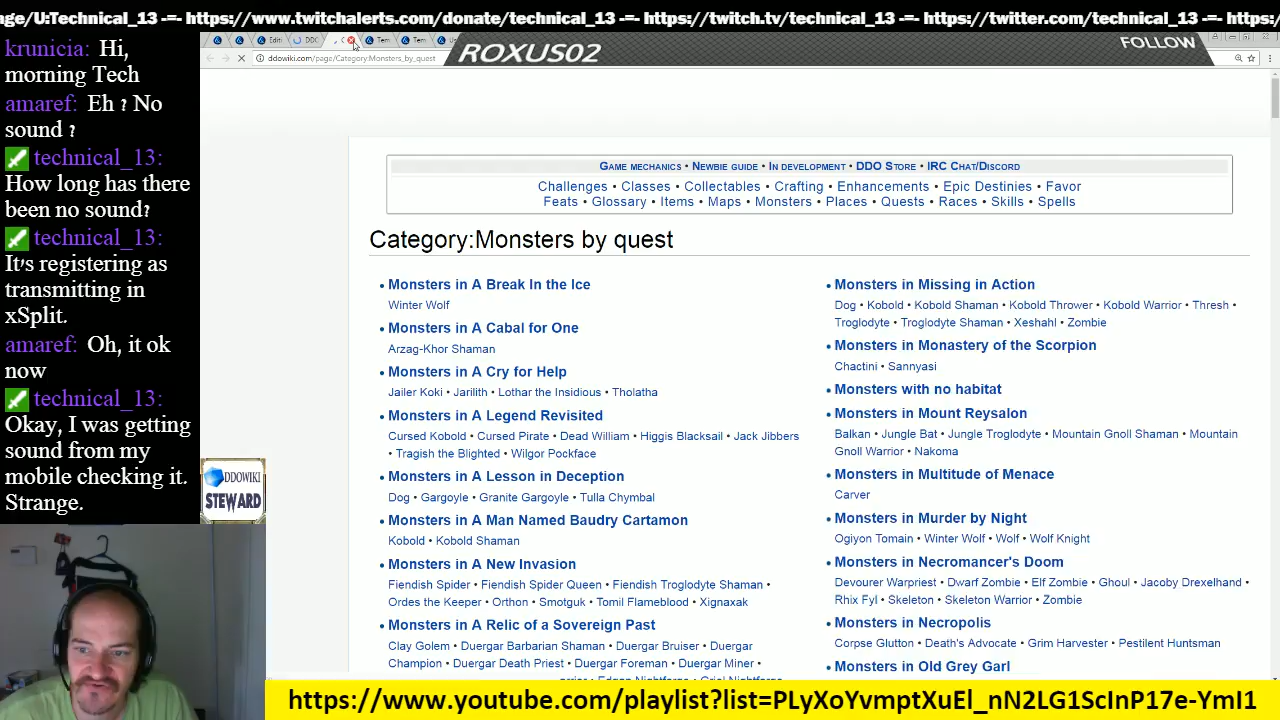 age/U:Technical_13 -=- https://www.twitchalerts.com/donate/technical_13 -=- https://twitch.tv/technical_13 -=- https://twitter.com/technical_13 -=- https:/
krunicia: Hi,
morning Tech
amaref: Eh ? No
sound ?
technical_13:
How long has there
been no sound?
technical_13:
It's registering as
transmitting in
xSplit.
amaref: Oh, it ok
now
technical_13:
Okay, I was getting
sound from my
mobile checking it.
Strange.
DDOWIKI
STEWARD
Editi
DDC
Tem
Tem
Us
ROXUS02
FOLLOW
ddowiki.com/page/Category:Monsters_by_quest
Game mechanics • Newbie guide • In development • DDO Store • IRC Chat/Discord
Challenges • Classes • Collectables • Crafting • Enhancements • Epic Destinies • Favor
Feats • Glossary • Items • Maps • Monsters • Places • Quests • Races • Skills • Spells
Category:Monsters by quest
• Monsters in A Break In the Ice
Winter Wolf
• Monsters in A Cabal for One
Arzag-Khor Shaman
• Monsters in A Cry for Help
Jailer Koki • Jarilith • Lothar the Insidious • Tholatha
• Monsters in A Legend Revisited
Cursed Kobold • Cursed Pirate • Dead William • Higgis Blacksail • Jack Jibbers
• Tragish the Blighted • Wilgor Pockface
• Monsters in A Lesson in Deception
Dog • Gargoyle • Granite Gargoyle • Tulla Chymbal
• Monsters in A Man Named Baudry Cartamon
Kobold • Kobold Shaman
• Monsters in A New Invasion
Fiendish Spider • Fiendish Spider Queen • Fiendish Troglodyte Shaman •
Ordes the Keeper • Orthon • Smotguk • Tomil Flameblood • Xignaxak
• Monsters in A Relic of a Sovereign Past
Clay Golem • Duergar Barbarian Shaman • Duergar Bruiser • Duergar
Champion • Duergar Death Priest • Duergar Foreman • Duergar Miner •
• Monsters in Missing in Action
Dog • Kobold • Kobold Shaman • Kobold Thrower • Kobold Warrior • Thresh •
Troglodyte • Troglodyte Shaman • Xeshahl • Zombie
• Monsters in Monastery of the Scorpion
Chactini • Sannyasi
• Monsters with no habitat
• Monsters in Mount Reysalon
Balkan • Jungle Bat • Jungle Troglodyte • Mountain Gnoll Shaman • Mountain
Gnoll Warrior • Nakoma
• Monsters in Multitude of Menace
Carver
• Monsters in Murder by Night
Ogiyon Tomain • Winter Wolf • Wolf • Wolf Knight
• Monsters in Necromancer's Doom
Devourer Warpriest • Dwarf Zombie • Elf Zombie • Ghoul • Jacoby Drexelhand •
Rhix Fyl • Skeleton • Skeleton Warrior • Zombie
• Monsters in Necropolis
Corpse Glutton • Death's Advocate • Grim Harvester • Pestilent Huntsman
• Monsters in Old Grey Garl
https://www.youtube.com/playlist?list=PLyXoYvmptXuEl_nN2LG1ScInP17e-YmI1